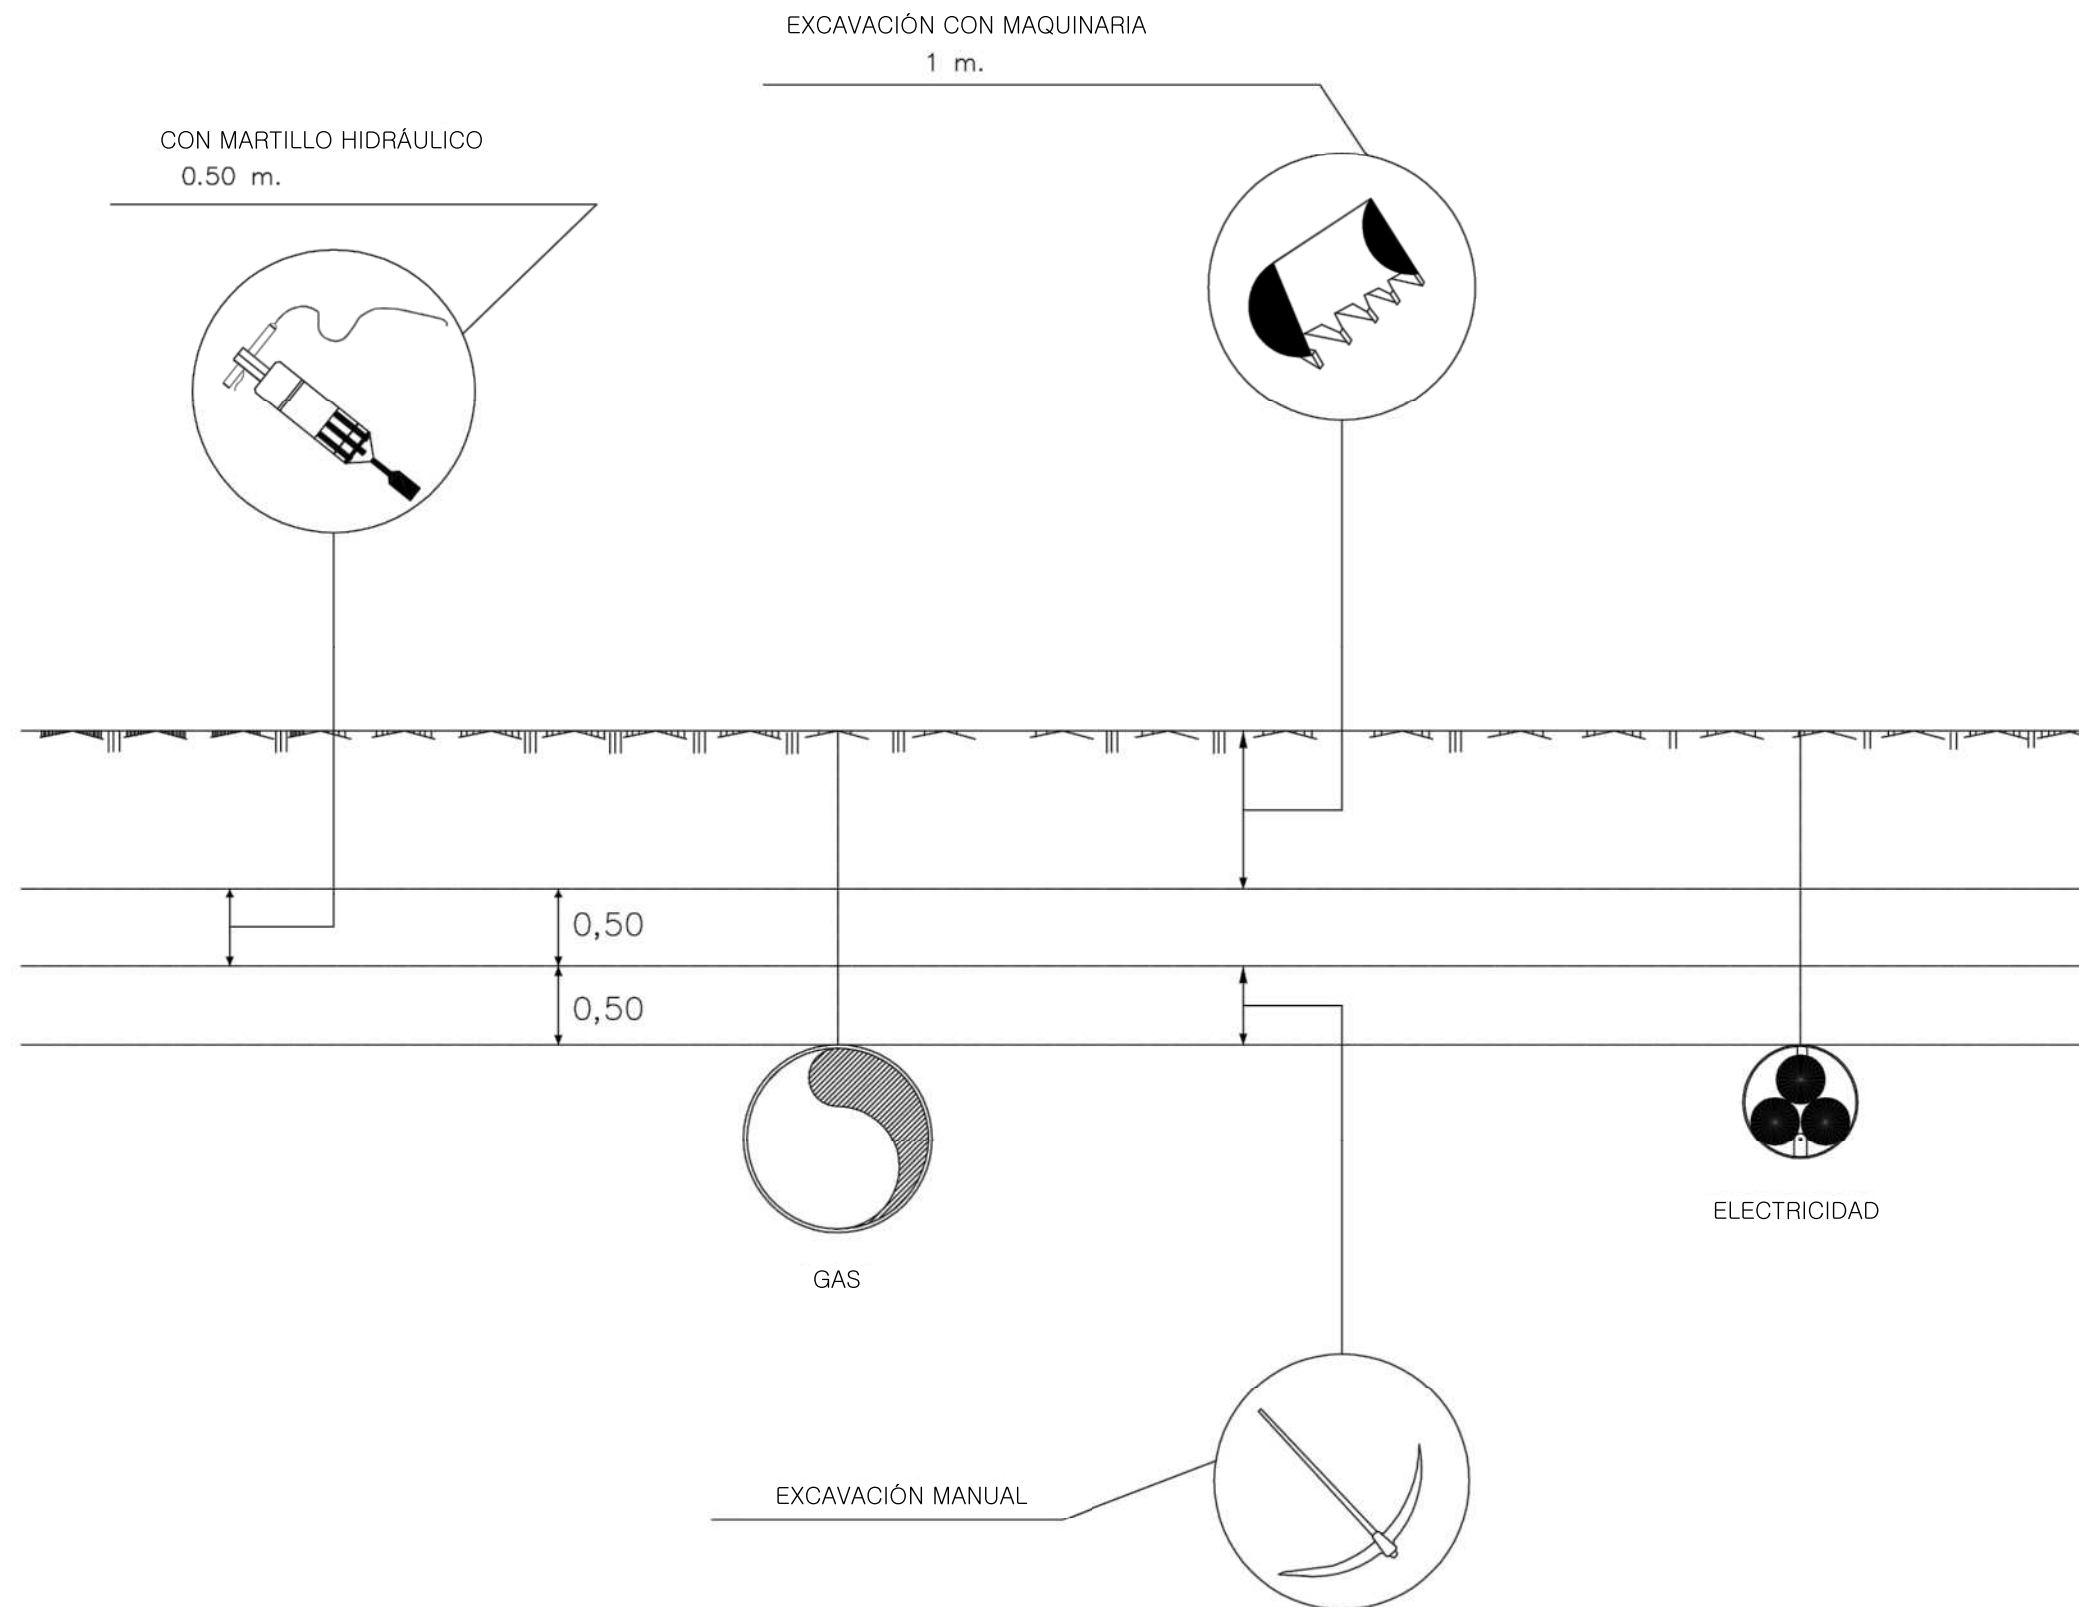 EXCAVACIÓN CON MAQUINARIA
1 m.
CON MARTILLO HIDRÁULICO
0.50 m.
0,50
0,50
ELECTRICIDAD
GAS
EXCAVACIÓN MANUAL